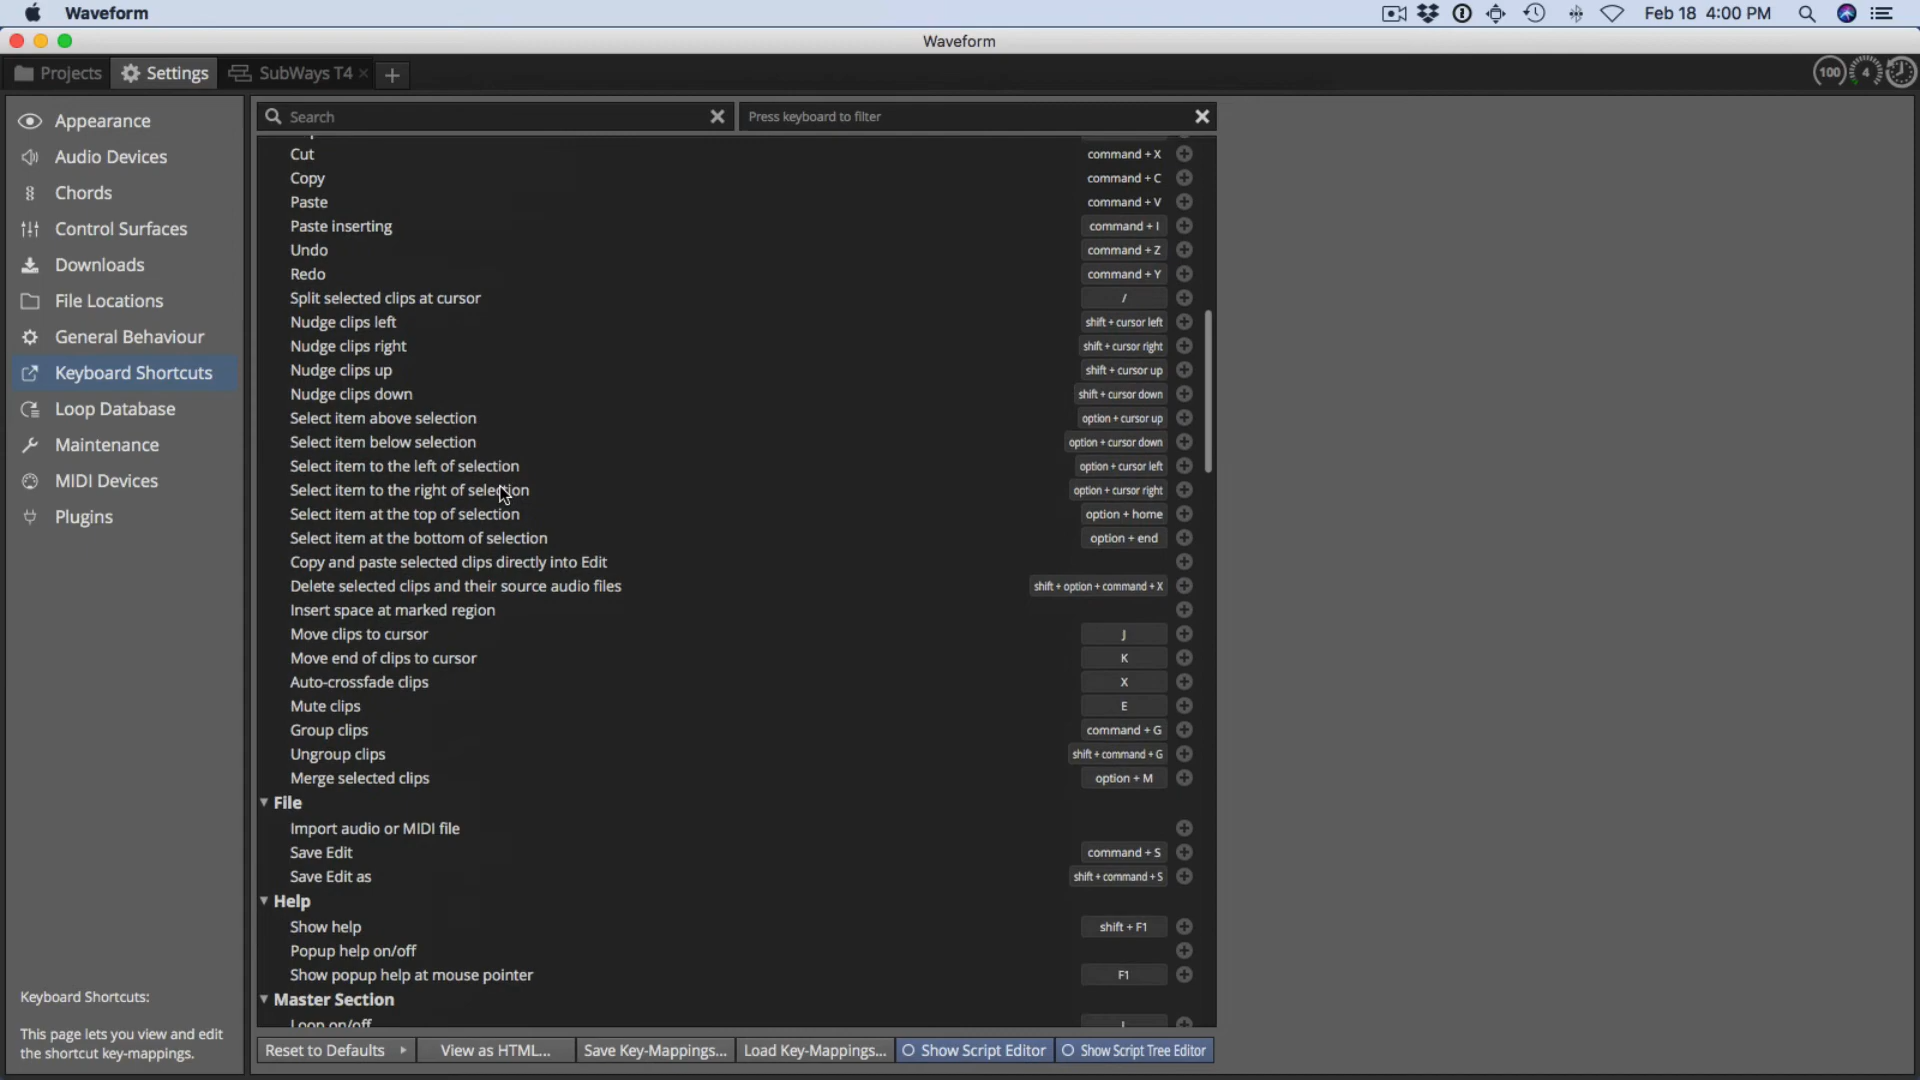 Waveform
Feb 18 4:00 PM
Waveform
Projects
Settings
SubWays T4
100
4
Appearance
Audio Devices
Chords
Control Surfaces
Downloads
File Locations
General Behaviour
Keyboard Shortcuts
Loop Database
Maintenance
MIDI Devices
Plugins
Keyboard Shortcuts:
This page lets you view and edit
the shortcut key-mappings.
Search
Press keyboard to filter
Cut command + X
Copy command + C
Paste command + V
Paste inserting command + I
Undo command + Z
Redo command + Y
Split selected clips at cursor /
Nudge clips left shift + cursor left
Nudge clips right shift + cursor right
Nudge clips up shift + cursor up
Nudge clips down shift + cursor down
Select item above selection option + cursor up
Select item below selection option + cursor down
Select item to the left of selection option + cursor left
Select item to the right of selection option + cursor right
Select item at the top of selection option + home
Select item at the bottom of selection option + end
Copy and paste selected clips directly into Edit
Delete selected clips and their source audio files shift + option + command + X
Insert space at marked region
Move clips to cursor J
Move end of clips to cursor K
Auto-crossfade clips X
Mute clips E
Group clips command + G
Ungroup clips shift + command + G
Merge selected clips option + M
File
Import audio or MIDI file
Save Edit command + S
Save Edit as shift + command + S
Help
Show help shift + F1
Popup help on/off
Show popup help at mouse pointer F1
Master Section
Loop on/off
Reset to Defaults
View as HTML...
Save Key-Mappings...
Load Key-Mappings...
Show Script Editor
Show Script Tree Editor